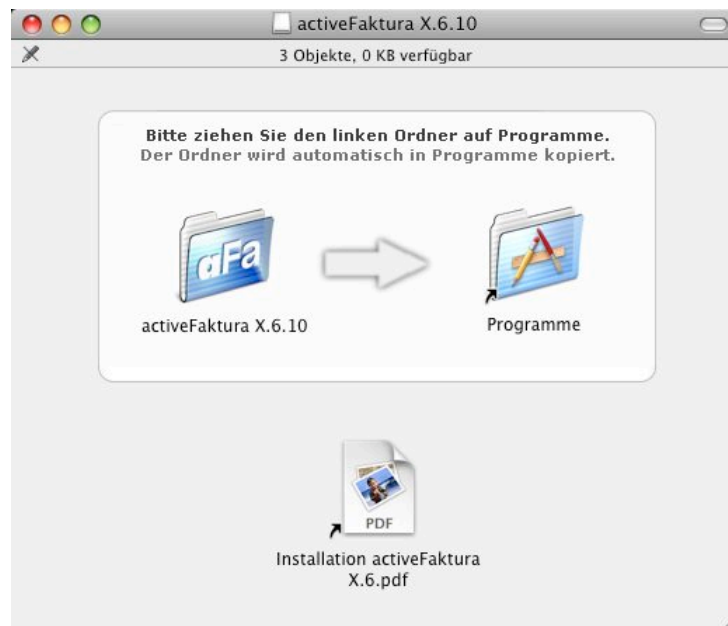 activeFaktura X.6.10
3 Objekte, 0 KB verfügbar
Bitte ziehen Sie den linken Ordner auf Programme.
Der Ordner wird automatisch in Programme kopiert.
aFa
activeFaktura X.6.10
Programme
PDF
Installation activeFaktura
X.6.pdf